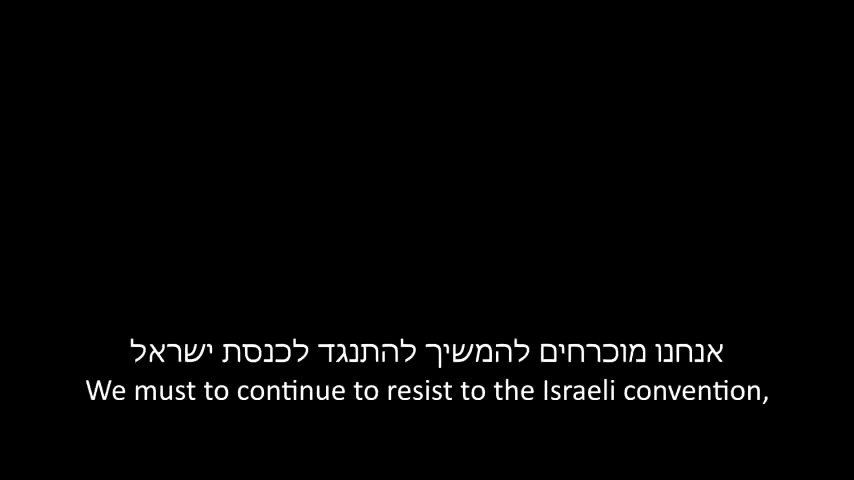 אנחנו מוכרחים להמשיך להתנגד לכנסת ישראל
We must to continue to resist to the Israeli convention,